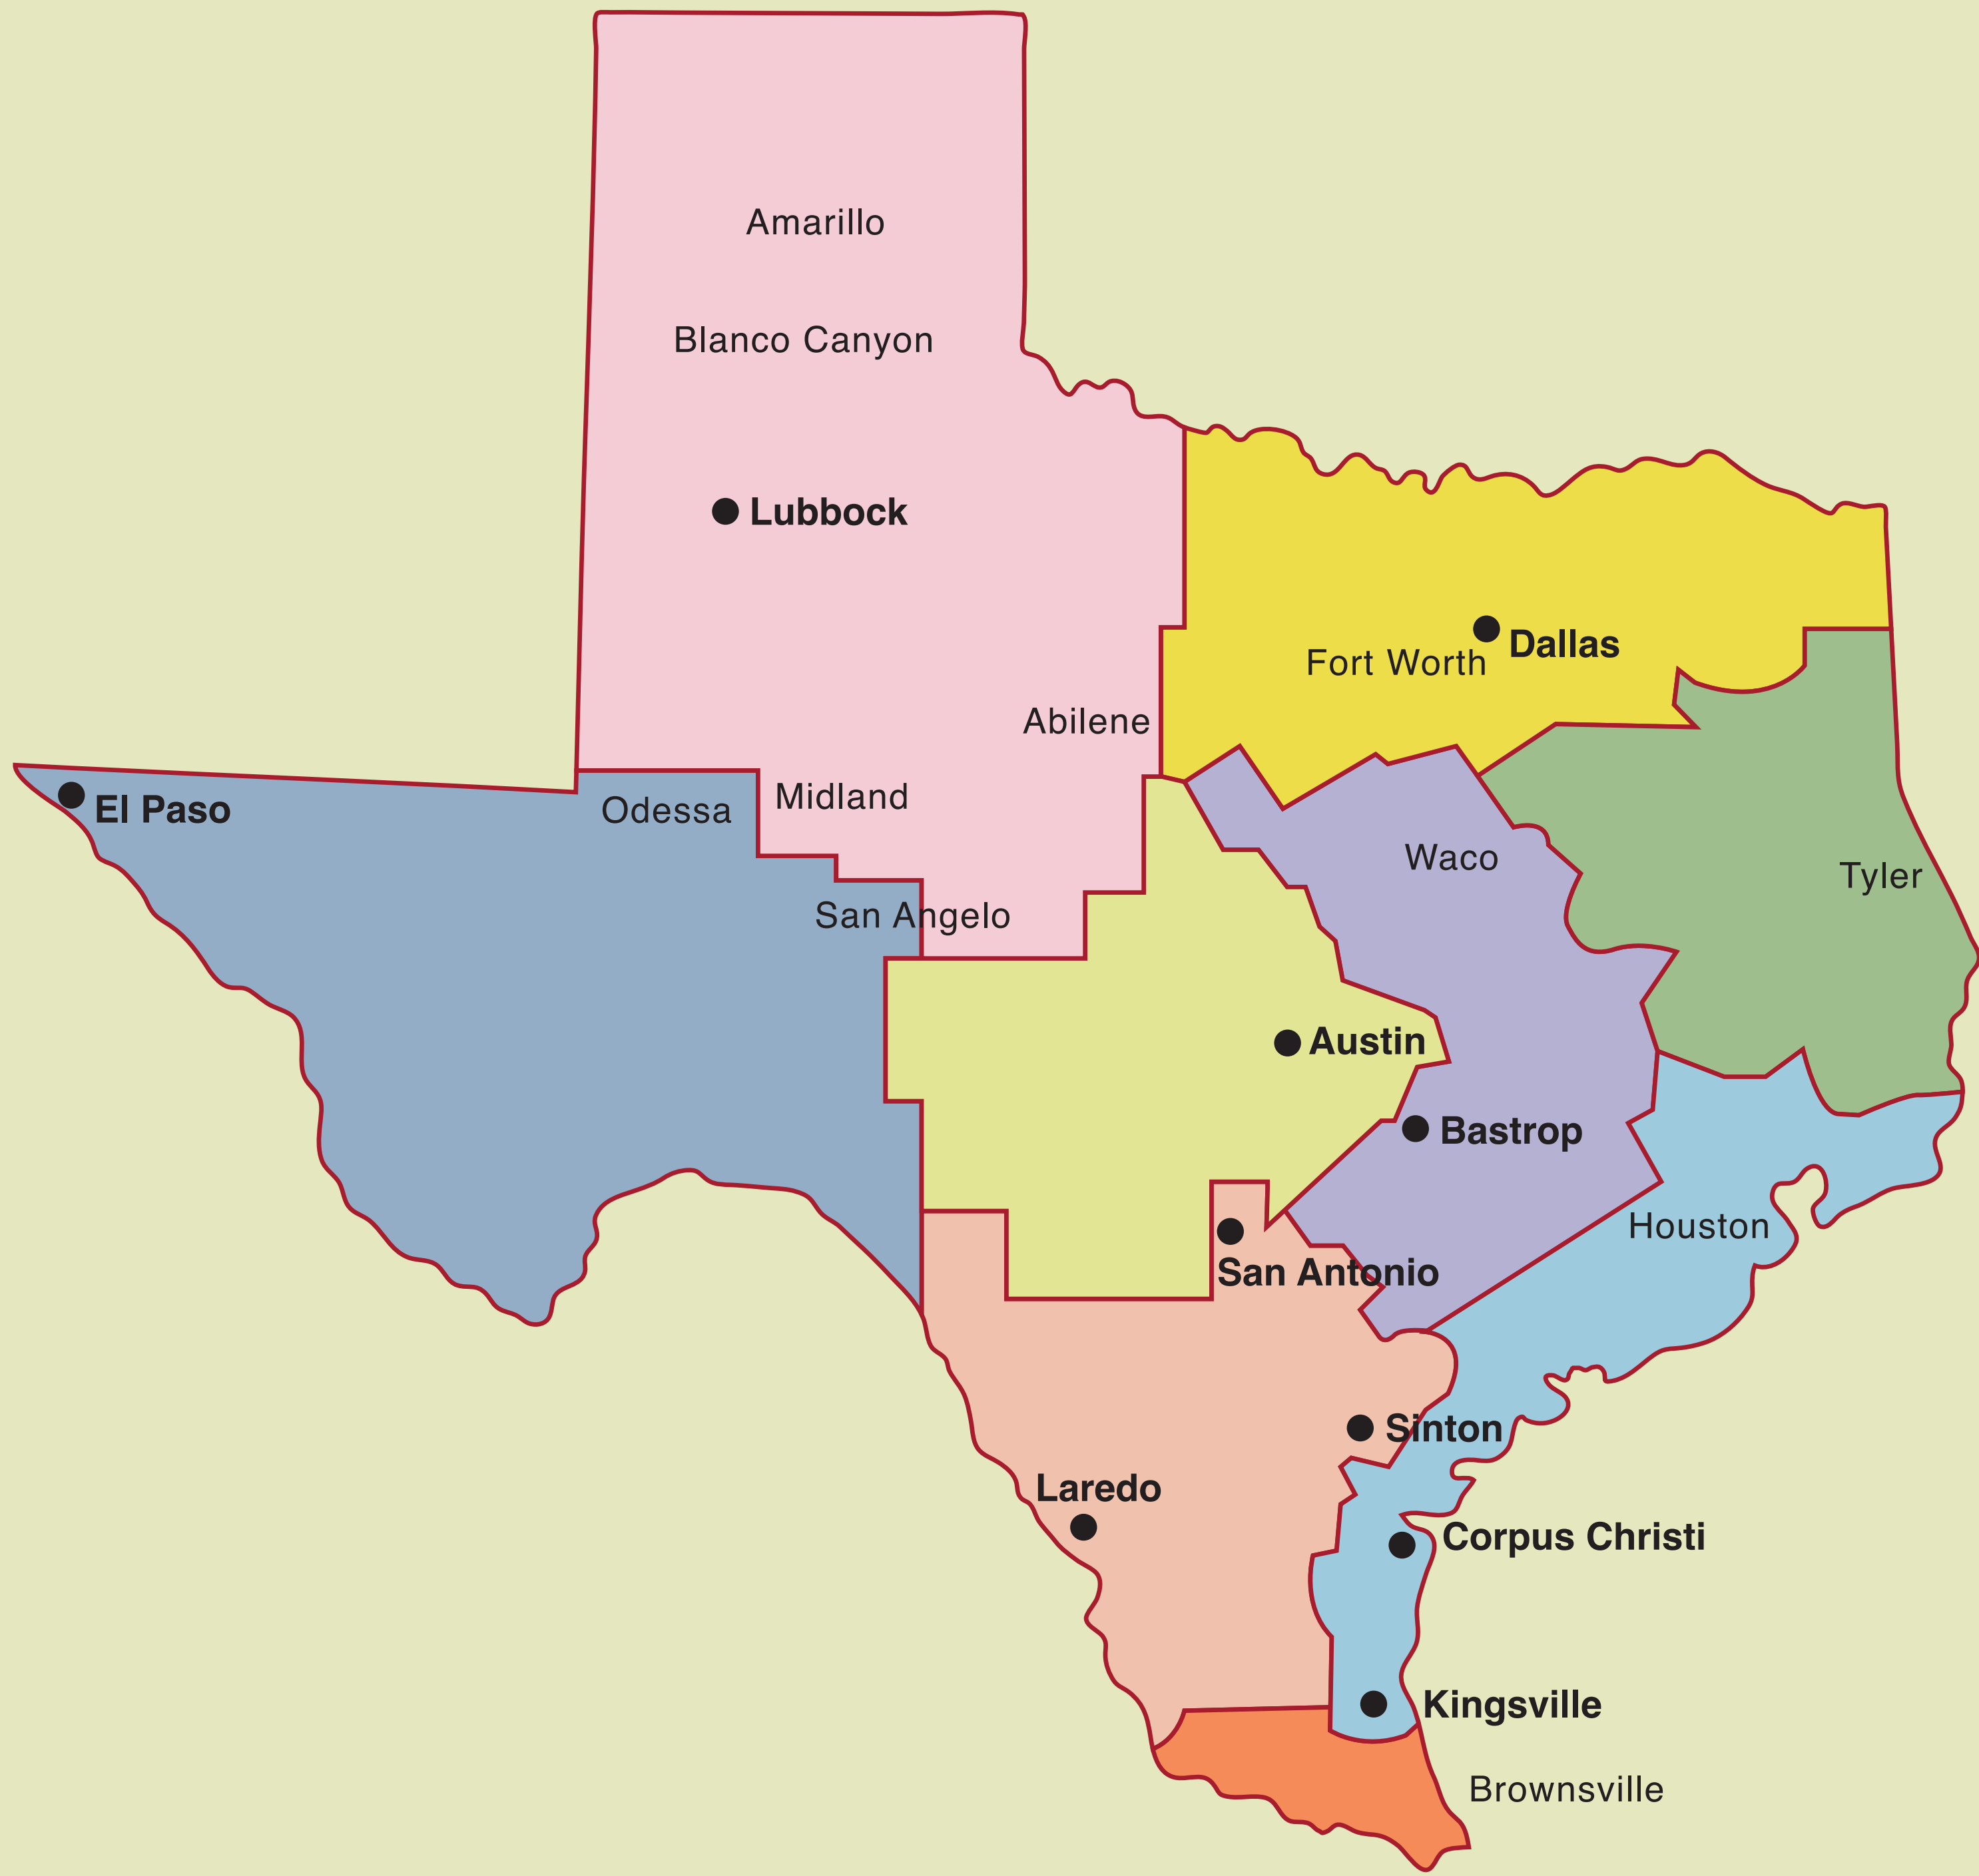 Amarillo
Blanco Canyon
Lubbock
Dallas
Fort Worth
Abilene
Midland
El Paso
Odessa
Waco
Tyler
San Angelo
Austin
Bastrop
Houston
San Antonio
Sinton
Laredo
Corpus Christi
Kingsville
Brownsville